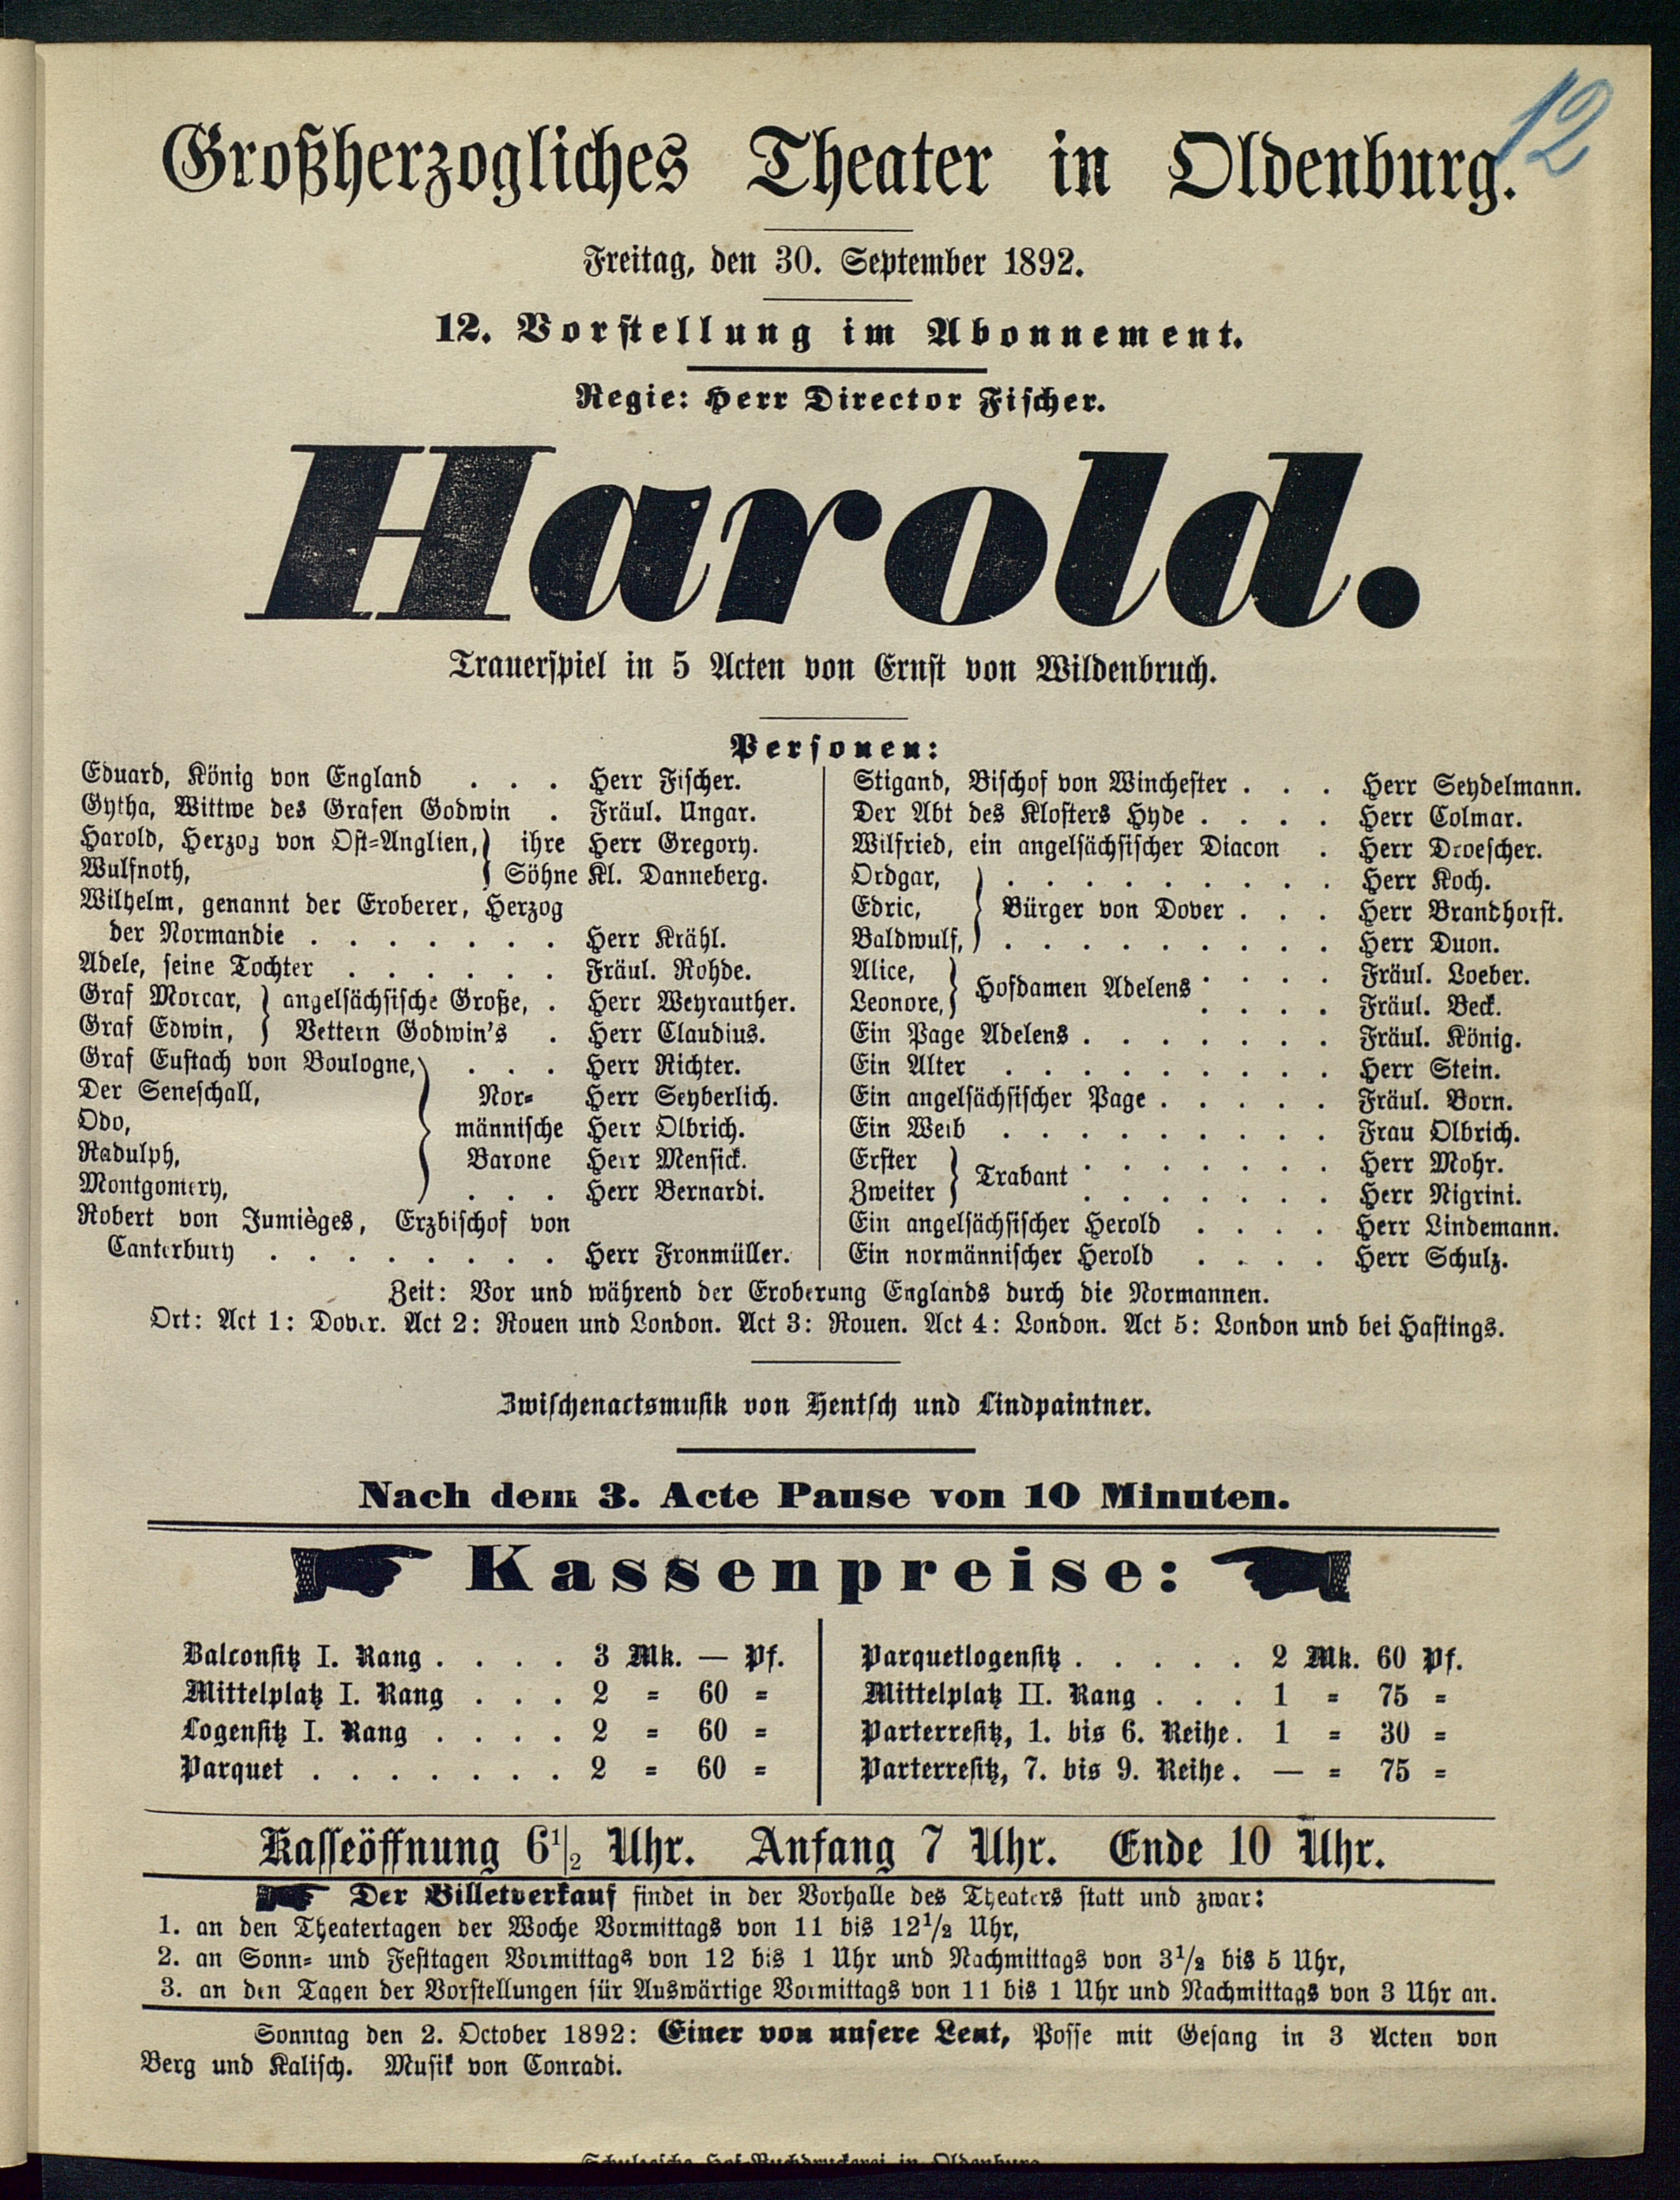 12
Großherzogliches Theater in Oldenburg.
Freitag, den 30. September 1892.
12. Vorstellung im Abonnement.
Regie: Herr Director Fischer.
Harold.
Trauerspiel in 5 Acten von Ernst von Wildenbruch.
Personen:
Eduard, König von England . . . Herr Fischer.
Gytha, Wittwe des Grafen Godwin . Fräul. Ungar.
Harold, Herzog von Ost-Anglien, } ihre Herr Gregory.
Wulfnoth, } Söhne Kl. Danneberg.
Wilhelm, genannt der Eroberer, Herzog
der Normandie . . . . . . . Herr Krähl.
Adele, seine Tochter . . . . . . Fräul. Rohde.
Graf Morcar, } angelsächsische Große, . Herr Weyrauther.
Graf Edwin, } Vettern Godwin's . Herr Claudius.
Graf Eustach von Boulogne, . . . Herr Richter.
Der Seneschall, Nor- Herr Seyberlich.
Odo, männische Herr Olbrich.
Radulph, Barone Herr Mensick.
Montgomery, . . . Herr Bernardi.
Robert von Jumièges, Erzbischof von
Canterbury . . . . . . . . Herr Fronmüller.
Stigand, Bischof von Winchester . . . Herr Seydelmann.
Der Abt des Klosters Hyde . . . . Herr Colmar.
Wilfried, ein angelsächsischer Diacon . Herr Droescher.
Ordgar, . . . . . . . . . Herr Koch.
Edric, } Bürger von Dover . . . Herr Brandhorst.
Baldwulf, . . . . . . . . . Herr Duon.
Alice, } Hofdamen Adelens . . . . Fräul. Loeber.
Leonore, . . . . Fräul. Beck.
Ein Page Adelens . . . . . . . Fräul. König.
Ein Alter . . . . . . . . . Herr Stein.
Ein angelsächsischer Page . . . . . Fräul. Born.
Ein Weib . . . . . . . . . Frau Olbrich.
Erster } Trabant . . . . . . . Herr Mohr.
Zweiter . . . . . . . Herr Nigrini.
Ein angelsächsischer Herold . . . . Herr Lindemann.
Ein normännischer Herold . . . . Herr Schulz.
Zeit: Vor und während der Eroberung Englands durch die Normannen.
Ort: Act 1: Dover. Act 2: Rouen und London. Act 3: Rouen. Act 4: London. Act 5: London und bei Hastings.
Zwischenactsmusik von Hentsch und Lindpaintner.
Nach dem 3. Acte Pause von 10 Minuten.
Kassenpreise:
Balconsitz I. Rang . . . . 3 Mk. — Pf.
Mittelplatz I. Rang . . . 2 = 60 =
Logensitz I. Rang . . . . 2 = 60 =
Parquet . . . . . . . 2 = 60 =
Parquetlogensitz . . . . . 2 Mk. 60 Pf.
Mittelplatz II. Rang . . . 1 = 75 =
Parterresitz, 1. bis 6. Reihe . 1 = 30 =
Parterresitz, 7. bis 9. Reihe . — = 75 =
Kasseöffnung 6½ Uhr. Anfang 7 Uhr. Ende 10 Uhr.
Der Billetverkauf findet in der Vorhalle des Theaters statt und zwar:
1. an den Theatertagen der Woche Vormittags von 11 bis 12½ Uhr,
2. an Sonn- und Festtagen Vormittags von 12 bis 1 Uhr und Nachmittags von 3½ bis 5 Uhr,
3. an den Tagen der Vorstellungen für Auswärtige Vormittags von 11 bis 1 Uhr und Nachmittags von 3 Uhr an.
Sonntag den 2. October 1892: Einer von unsere Leut, Posse mit Gesang in 3 Acten von
Berg und Kalisch. Musik von Conradi.
Schulzesche Hof-Buchdruckerei in Oldenburg